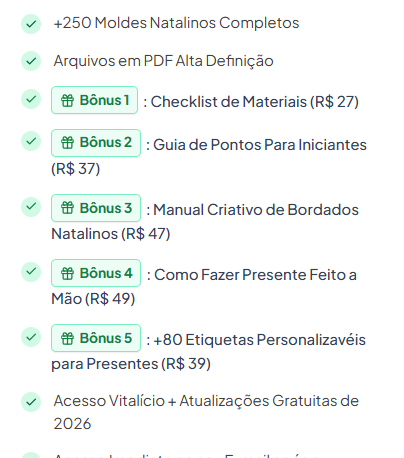 +250 Moldes Natalinos Completos
Arquivos em PDF Alta Definição
Bônus 1 : Checklist de Materiais (R$ 27)
Bônus 2 : Guia de Pontos Para Iniciantes
(R$ 37)
Bônus 3 : Manual Criativo de Bordados
Natalinos (R$ 47)
Bônus 4 : Como Fazer Presente Feito a
Mão (R$ 49)
Bônus 5 : +80 Etiquetas Personalizavéis
para Presentes (R$ 39)
Acesso Vitalício + Atualizações Gratuitas de
2026